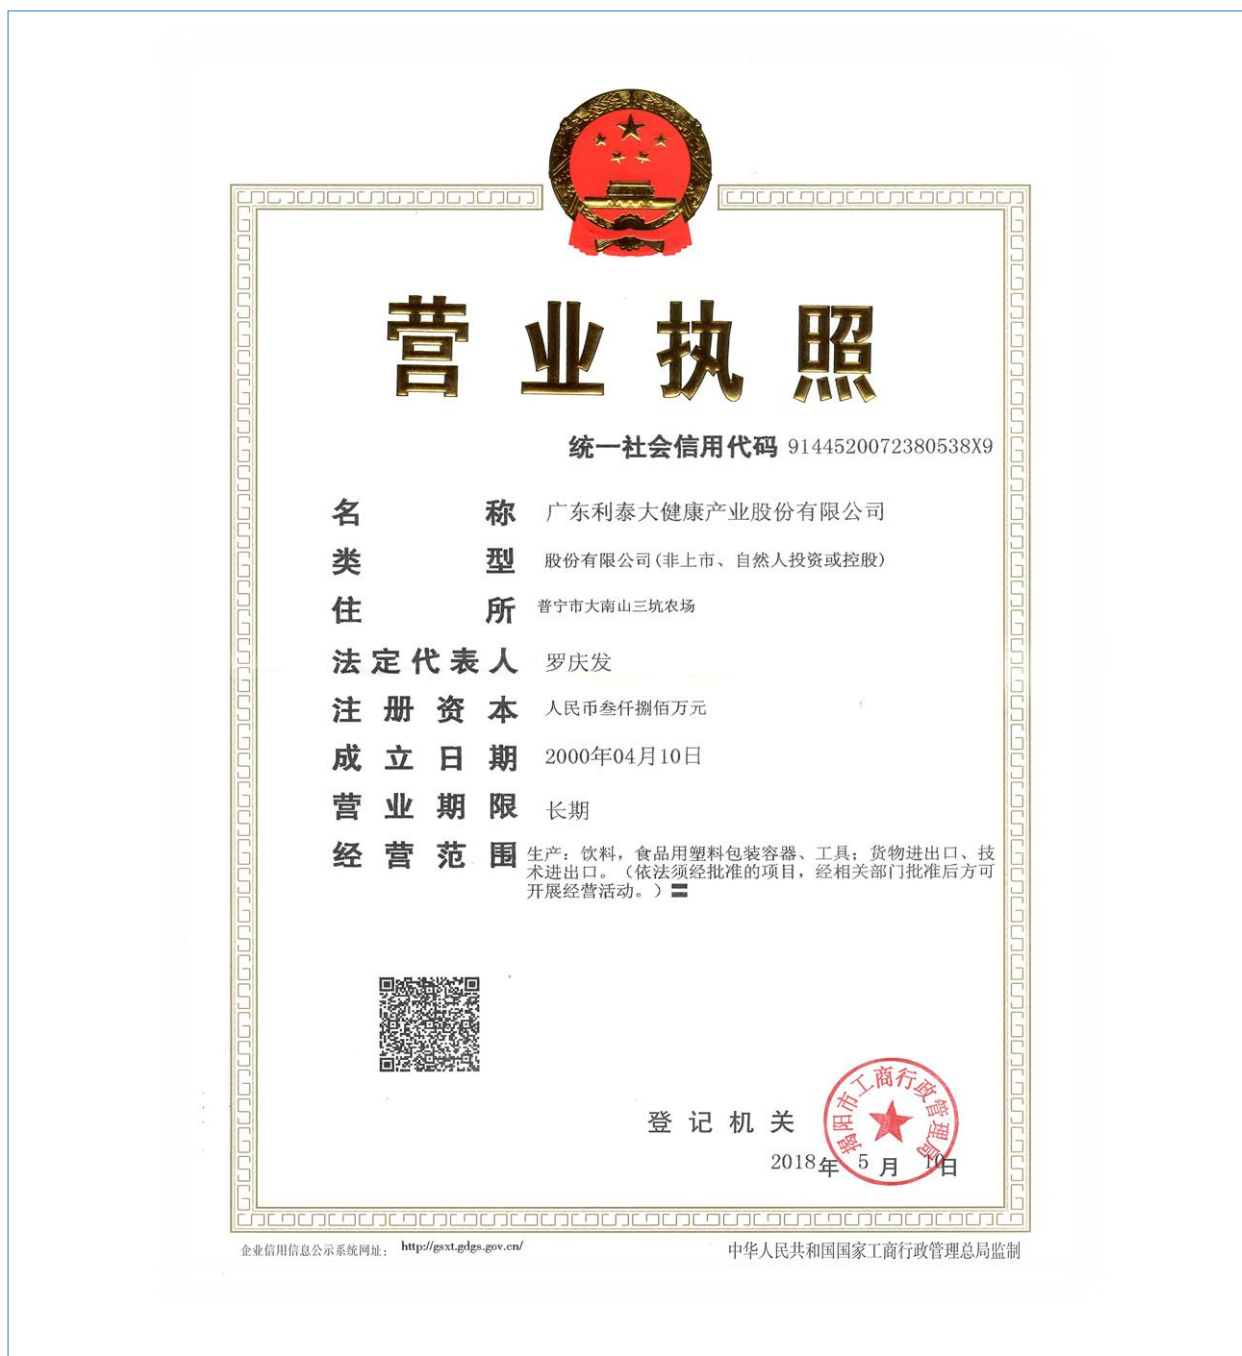 营业执照
统一社会信用代码 9144520072380538X9
名称 广东利泰大健康产业股份有限公司
类型 股份有限公司(非上市、自然人投资或控股)
住所 普宁市大南山三坑农场
法定代表人 罗庆发
注册资本 人民币叁仟捌佰万元
成立日期 2000年04月10日
营业期限 长期
经营范围 生产：饮料，食品用塑料包装容器、工具；货物进出口、技
术进出口。（依法须经批准的项目，经相关部门批准后方可
开展经营活动。）〓
揭阳市工商行政管理局
登记机关
2018年 5月 10日
企业信用信息公示系统网址： http://gsxt.gdgs.gov.cn/
中华人民共和国国家工商行政管理总局监制